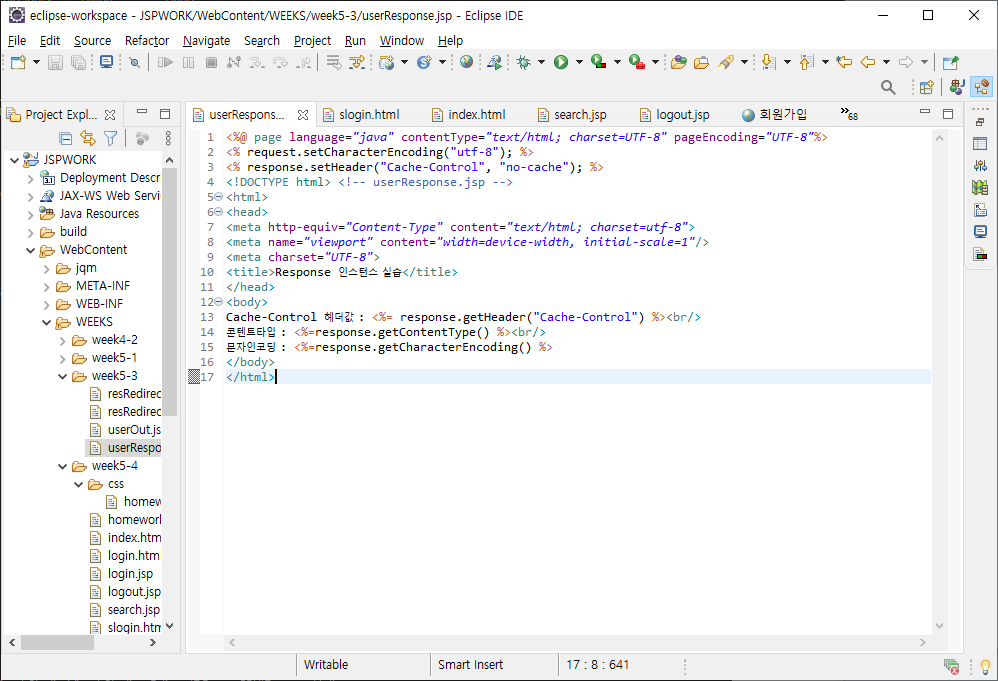 eclipse-workspace - JSPWORK/WebContent/WEEKS/week5-3/userResponse.jsp - Eclipse IDE
File Edit Source Refactor Navigate Search Project Run Window Help
Project Expl...
userRespons... slogin.html index.html search.jsp logout.jsp 회원가입 »68
JSPWORK
Deployment Descr
JAX-WS Web Servi
Java Resources
build
WebContent
jqm
META-INF
WEB-INF
WEEKS
week4-2
week5-1
week5-3
resRedirec
resRedirec
userOut.js
userRespo
week5-4
css
homew
homework
index.htm
login.htm
login.jsp
logout.jsp
search.jsp
slogin.htm
1 <%@ page language="java" contentType="text/html; charset=UTF-8" pageEncoding="UTF-8"%>
2 <% request.setCharacterEncoding("utf-8"); %>
3 <% response.setHeader("Cache-Control", "no-cache"); %>
4 <!DOCTYPE html> <!-- userResponse.jsp -->
5 <html>
6 <head>
7 <meta http-equiv="Content-Type" content="text/html; charset=utf-8">
8 <meta name="viewport" content="width=device-width, initial-scale=1"/>
9 <meta charset="UTF-8">
10 <title>Response 인스턴스 실습</title>
11 </head>
12 <body>
13 Cache-Control 헤더값 : <%= response.getHeader("Cache-Control") %><br/>
14 콘텐트타입 : <%=response.getContentType() %><br/>
15 문자인코딩 : <%=response.getCharacterEncoding() %>
16 </body>
17 </html>
Writable Smart Insert 17 : 8 : 641